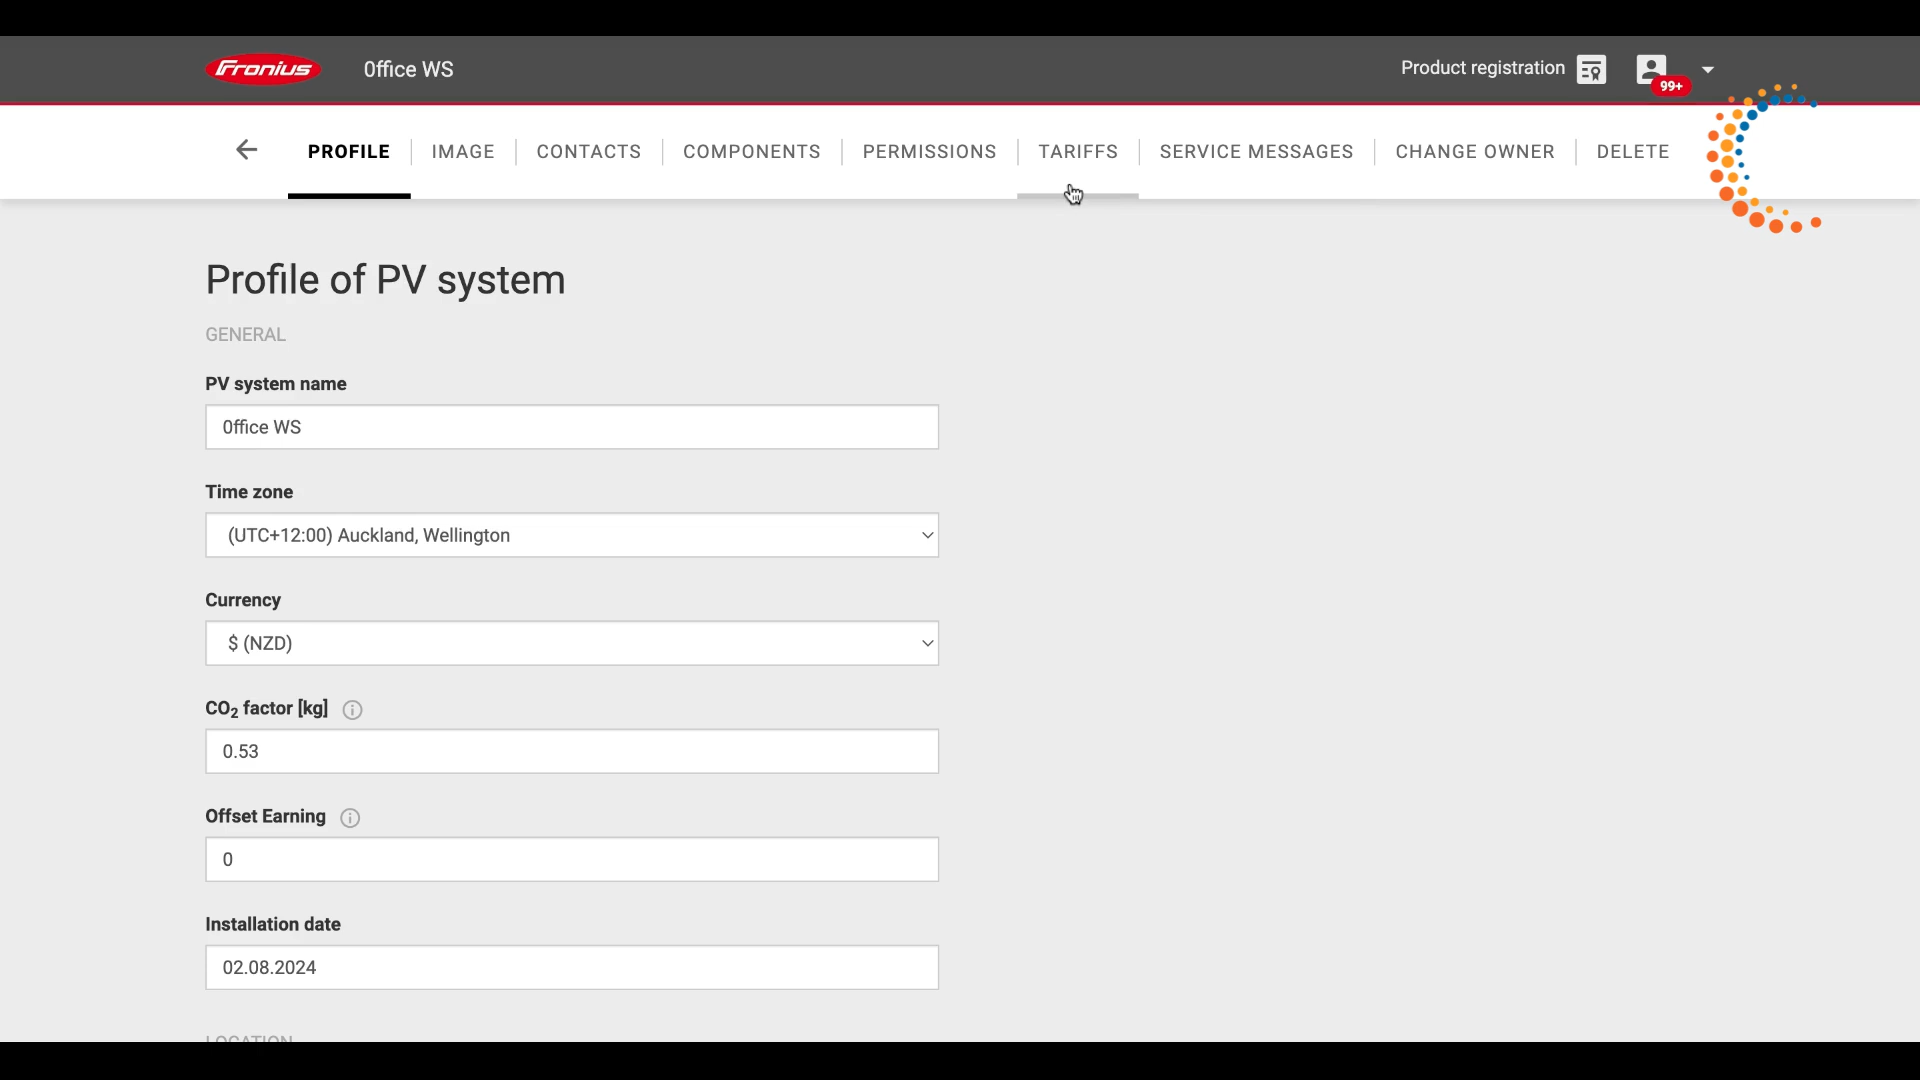 Fronius
0ffice WS
Product registration
99+
PROFILE
IMAGE
CONTACTS
COMPONENTS
PERMISSIONS
TARIFFS
SERVICE MESSAGES
CHANGE OWNER
DELETE
Profile of PV system
GENERAL
PV system name
0ffice WS
Time zone
(UTC+12:00) Auckland, Wellington
Currency
$ (NZD)
CO₂ factor [kg]
0.53
Offset Earning
0
Installation date
02.08.2024
LOCATION